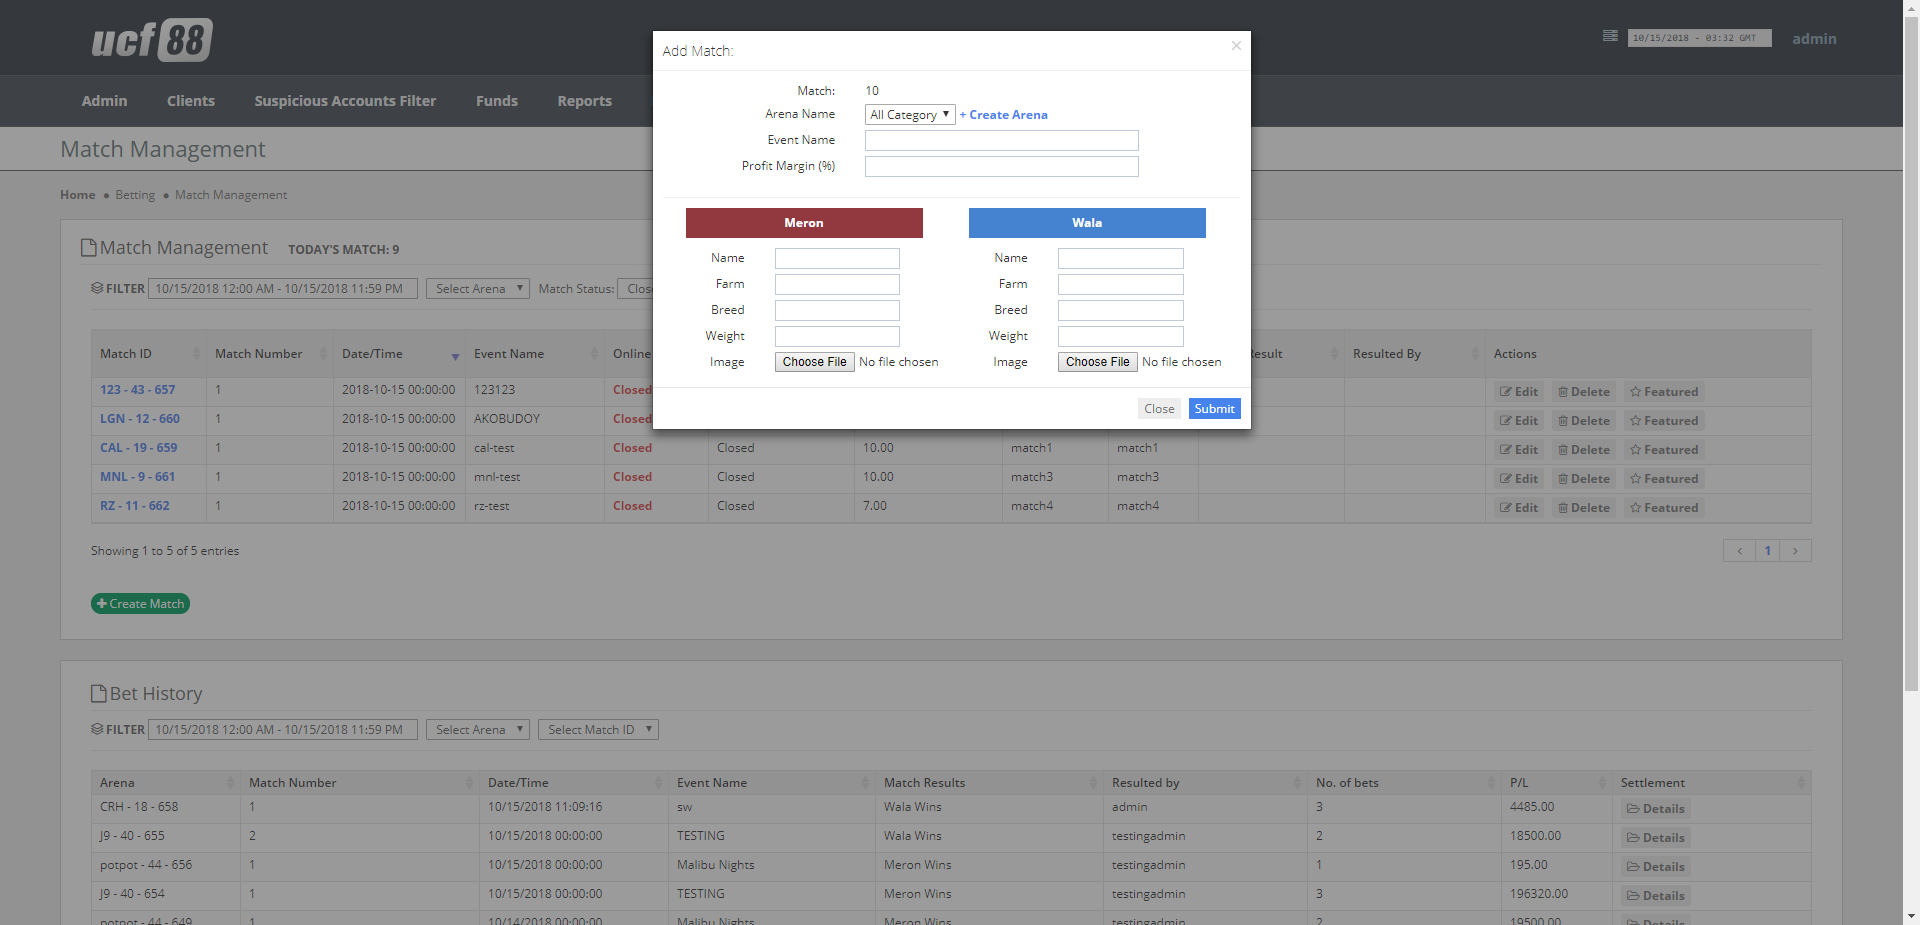 ucf 88
10/15/2018 - 03:32 GMT admin
Admin Clients Suspicious Accounts Filter Funds Reports
Match Management
Home • Betting • Match Management
Match Management TODAY'S MATCH: 9
FILTER 10/15/2018 12:00 AM - 10/15/2018 11:59 PM Select Arena Match Status: Clos
Match ID Match Number Date/Time Event Name Online Result Resulted By Actions
123 - 43 - 657 1 2018-10-15 00:00:00 123123 Closed Edit Delete Featured
LGN - 12 - 660 1 2018-10-15 00:00:00 AKOBUDOY Closed Edit Delete Featured
CAL - 19 - 659 1 2018-10-15 00:00:00 cal-test Closed Closed 10.00 match1 match1 Edit Delete Featured
MNL - 9 - 661 1 2018-10-15 00:00:00 mnl-test Closed Closed 10.00 match3 match3 Edit Delete Featured
RZ - 11 - 662 1 2018-10-15 00:00:00 rz-test Closed Closed 7.00 match4 match4 Edit Delete Featured
Showing 1 to 5 of 5 entries
‹ 1 ›
+ Create Match
Add Match: ×
Match: 10
Arena Name All Category + Create Arena
Event Name
Profit Margin (%)
Meron Wala
Name Name
Farm Farm
Breed Breed
Weight Weight
Image Choose File No file chosen Image Choose File No file chosen
Close Submit
Bet History
FILTER 10/15/2018 12:00 AM - 10/15/2018 11:59 PM Select Arena Select Match ID
Arena Match Number Date/Time Event Name Match Results Resulted by No. of bets P/L Settlement
CRH - 18 - 658 1 10/15/2018 11:09:16 sw Wala Wins admin 3 4485.00 Details
J9 - 40 - 655 2 10/15/2018 00:00:00 TESTING Wala Wins testingadmin 2 18500.00 Details
potpot - 44 - 656 1 10/15/2018 00:00:00 Malibu Nights Meron Wins testingadmin 1 195.00 Details
J9 - 40 - 654 1 10/15/2018 00:00:00 TESTING Meron Wins testingadmin 3 196320.00 Details
potpot - 44 - 649 1 10/14/2018 00:00:00 Malibu Nights Meron Wins testingadmin 2 19500.00 Details